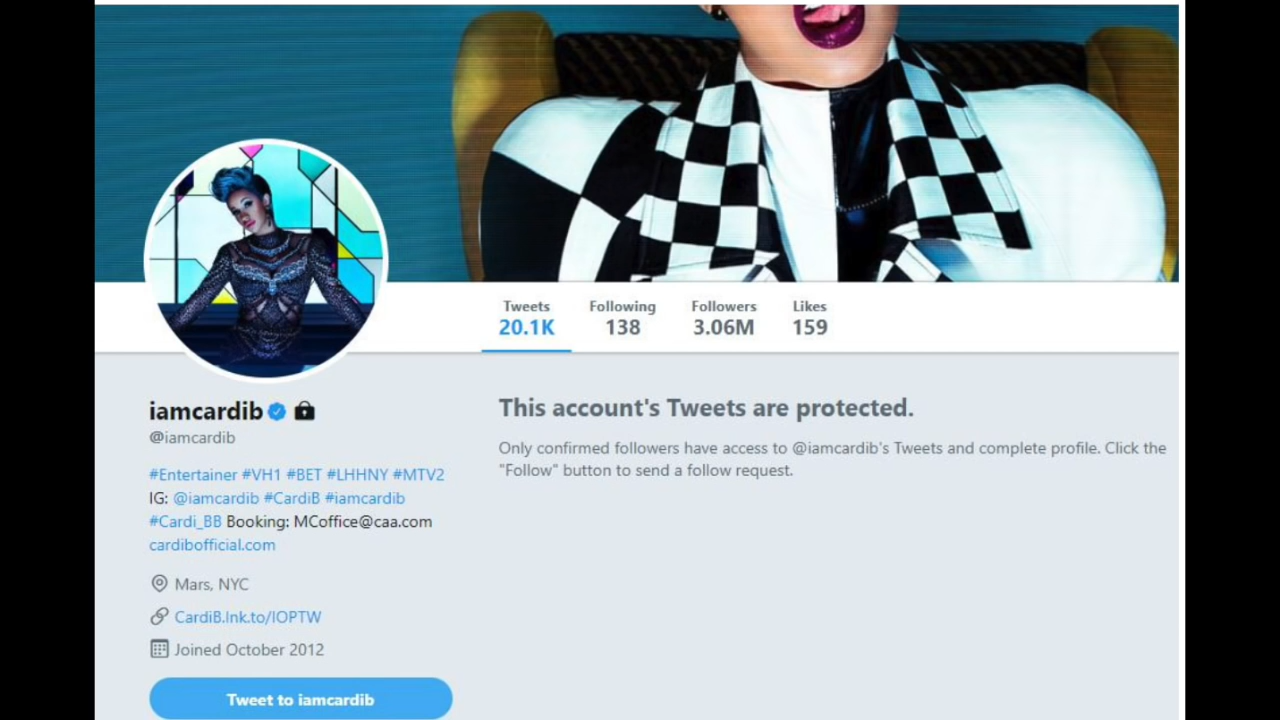 Tweets Following Followers Likes
20.1K 138 3.06M 159
iamcardib
@iamcardib
#Entertainer #VH1 #BET #LHHNY #MTV2
IG: @iamcardib #CardiB #iamcardib
#Cardi_BB Booking: MCoffice@caa.com
cardibofficial.com
Mars, NYC
CardiB.lnk.to/IOPTW
Joined October 2012
Tweet to iamcardib
This account's Tweets are protected.
Only confirmed followers have access to @iamcardib's Tweets and complete profile. Click the
"Follow" button to send a follow request.